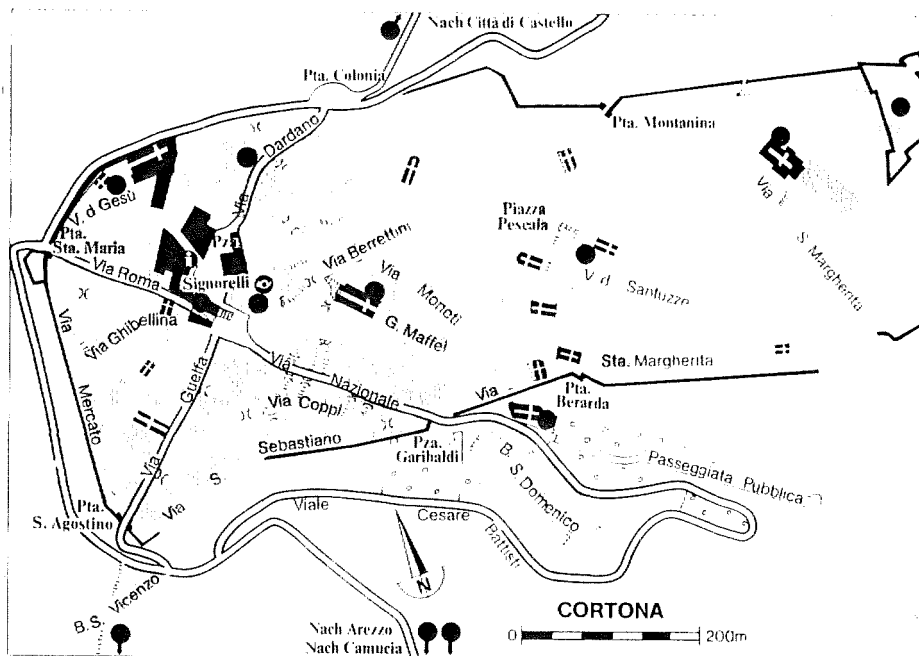 Nach Città di Castello
Pta. Colonia
Pta. Montanina
Via Dardano
V. d Gesù
Pta.
Sta. Maria
Via Roma
Pza.
Signorelli
Via Berrettini
Piazza
Pescaia
V. d Santuzze
Via S. Margherita
Via Moneti
G. Maffei
Via Ghibellina
Via Guelfa
Via Mercato
Via Nazionale
Via Coppi
Via Sta. Margherita
Pta.
Berarda
Via S. Sebastiano
Pza.
Garibaldi
B. S. Domenico
Passeggiata Pubblica
Pta.
S. Agostino
Viale Cesare Battisti
N
B. S. Vicenzo
Nach Arezzo
Nach Camucia
CORTONA
0 200m